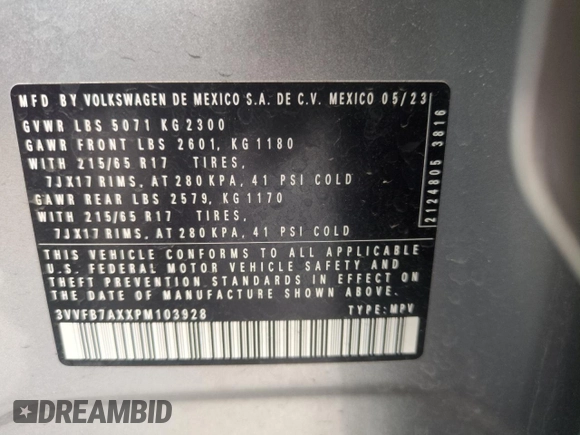 MFD BY VOLKSWAGEN DE MEXICO S.A. DE C.V. MEXICO 05/23
GVWR LBS 5071 KG 2300
GAWR FRONT LBS 2601, KG 1180
WITH 215/65 R17 TIRES,
7JX17 RIMS, AT 280 KPA, 41 PSI COLD
GAWR REAR LBS 2579, KG 1170
WITH 215/65 R17 TIRES,
7JX17 RIMS, AT 280 KPA, 41 PSI COLD
THIS VEHICLE CONFORMS TO ALL APPLICABLE
U.S. FEDERAL MOTOR VEHICLE SAFETY AND
THEFT PREVENTION STANDARDS IN EFFECT ON
THE DATE OF MANUFACTURE SHOWN ABOVE.
3VVFB7AXXPM103928 TYPE: MPV
2124805 3816
DREAMBID